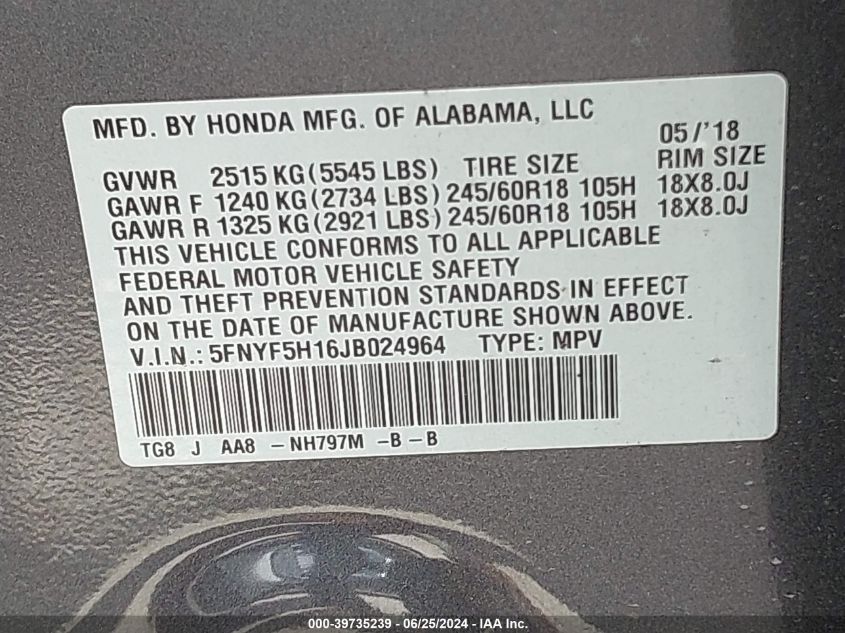 MFD. BY HONDA MFG. OF ALABAMA, LLC
05/'18
GVWR 2515 KG (5545 LBS) TIRE SIZE RIM SIZE
GAWR F 1240 KG (2734 LBS) 245/60R18 105H 18X8.0J
GAWR R 1325 KG (2921 LBS) 245/60R18 105H 18X8.0J
THIS VEHICLE CONFORMS TO ALL APPLICABLE
FEDERAL MOTOR VEHICLE SAFETY
AND THEFT PREVENTION STANDARDS IN EFFECT
ON THE DATE OF MANUFACTURE SHOWN ABOVE.
V.I.N.: 5FNYF5H16JB024964 TYPE: MPV
TG8 J AA8 - NH797M - B - B
000-39735239 - 06/25/2024 - IAA Inc.